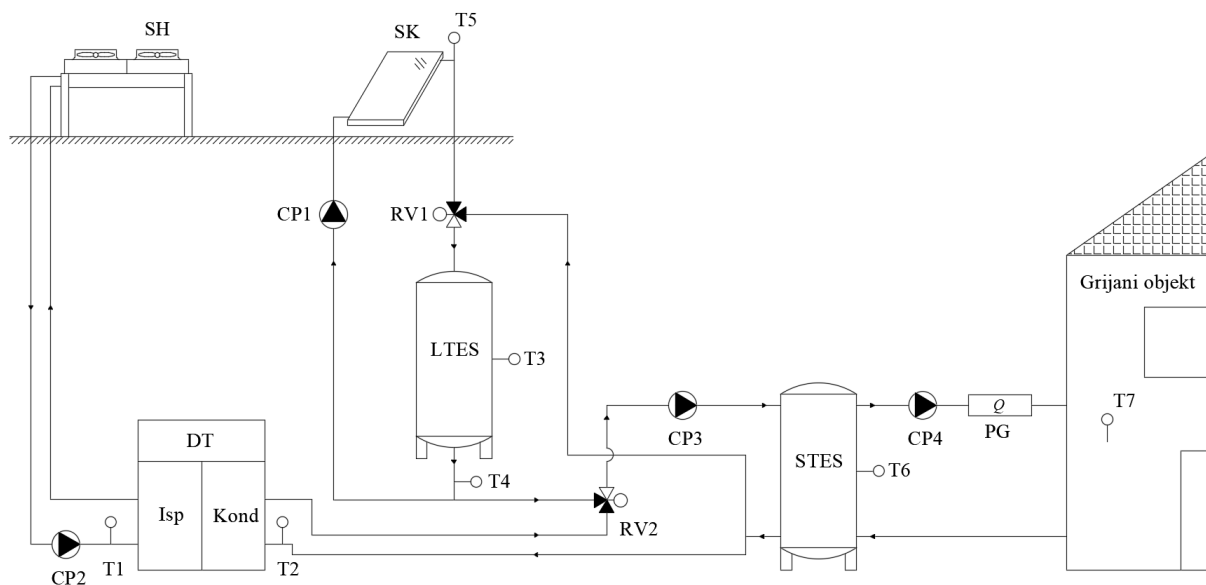 SH
SK
T5
CP1
RV1
Grijani objekt
LTES
T3
T7
Q
CP3
CP4
PG
DT
T4
STES
T6
Isp
Kond
RV2
CP2
T1
T2